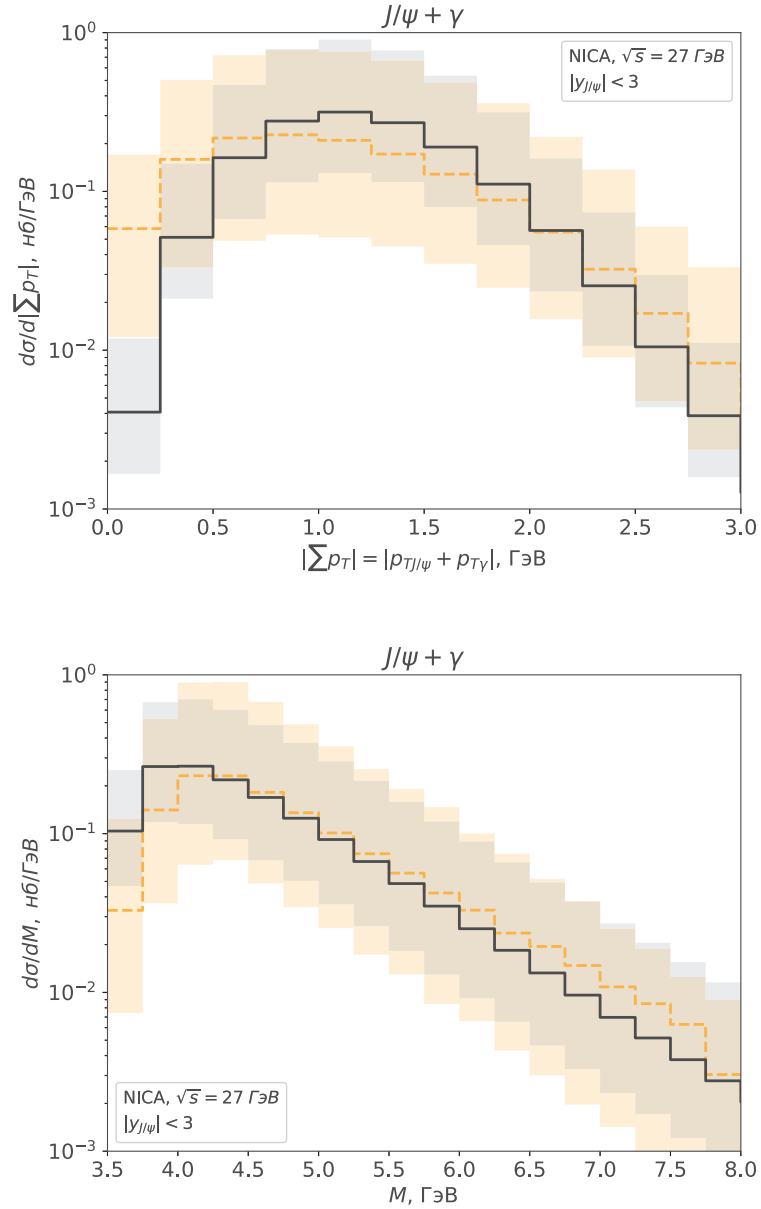 J/ψ + γ
10⁰
10⁻¹
10⁻²
10⁻³
dσ/d|∑p_T|, нб/ГэВ
NICA, √s = 27 ГэВ
|y_{J/ψ}| < 3
0.0 0.5 1.0 1.5 2.0 2.5 3.0
|∑p_T| = |p_{TJ/ψ} + p_{Tγ}|, ГэВ
J/ψ + γ
10⁰
10⁻¹
10⁻²
10⁻³
dσ/dM, нб/ГэВ
NICA, √s = 27 ГэВ
|y_{J/ψ}| < 3
3.5 4.0 4.5 5.0 5.5 6.0 6.5 7.0 7.5 8.0
M, ГэВ